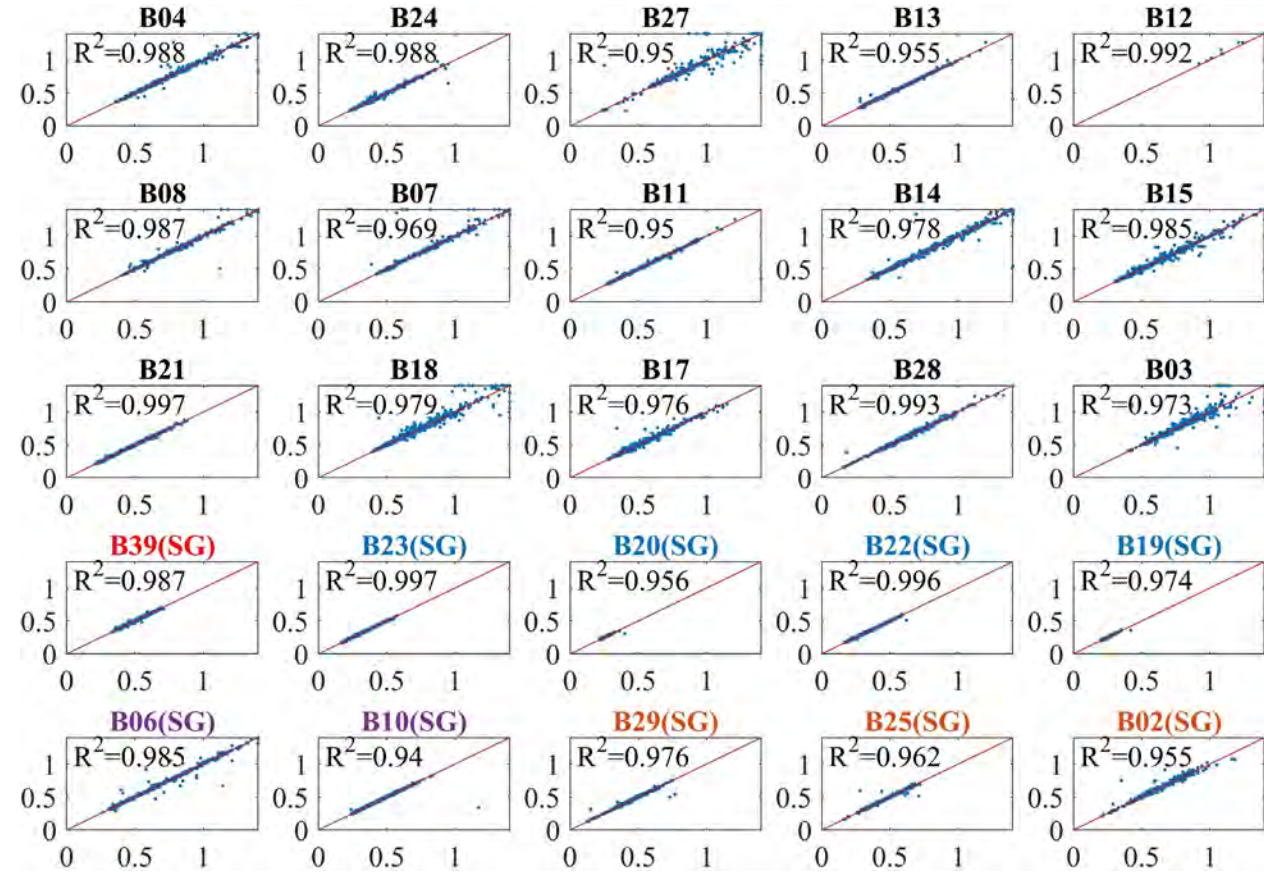 B04 B24 B27 B13 B12
R²=0.988 R²=0.988 R²=0.95 R²=0.955 R²=0.992
1 1 1 1 1
0.5 0.5 0.5 0.5 0.5
0 0 0 0 0
0 0.5 1 0 0.5 1 0 0.5 1 0 0.5 1 0 0.5 1
B08 B07 B11 B14 B15
R²=0.987 R²=0.969 R²=0.95 R²=0.978 R²=0.985
1 1 1 1 1
0.5 0.5 0.5 0.5 0.5
0 0 0 0 0
0 0.5 1 0 0.5 1 0 0.5 1 0 0.5 1 0 0.5 1
B21 B18 B17 B28 B03
R²=0.997 R²=0.979 R²=0.976 R²=0.993 R²=0.973
1 1 1 1 1
0.5 0.5 0.5 0.5 0.5
0 0 0 0 0
0 0.5 1 0 0.5 1 0 0.5 1 0 0.5 1 0 0.5 1
B39(SG) B23(SG) B20(SG) B22(SG) B19(SG)
R²=0.987 R²=0.997 R²=0.956 R²=0.996 R²=0.974
1 1 1 1 1
0.5 0.5 0.5 0.5 0.5
0 0 0 0 0
0 0.5 1 0 0.5 1 0 0.5 1 0 0.5 1 0 0.5 1
B06(SG) B10(SG) B29(SG) B25(SG) B02(SG)
R²=0.985 R²=0.94 R²=0.976 R²=0.962 R²=0.955
1 1 1 1 1
0.5 0.5 0.5 0.5 0.5
0 0 0 0 0
0 0.5 1 0 0.5 1 0 0.5 1 0 0.5 1 0 0.5 1